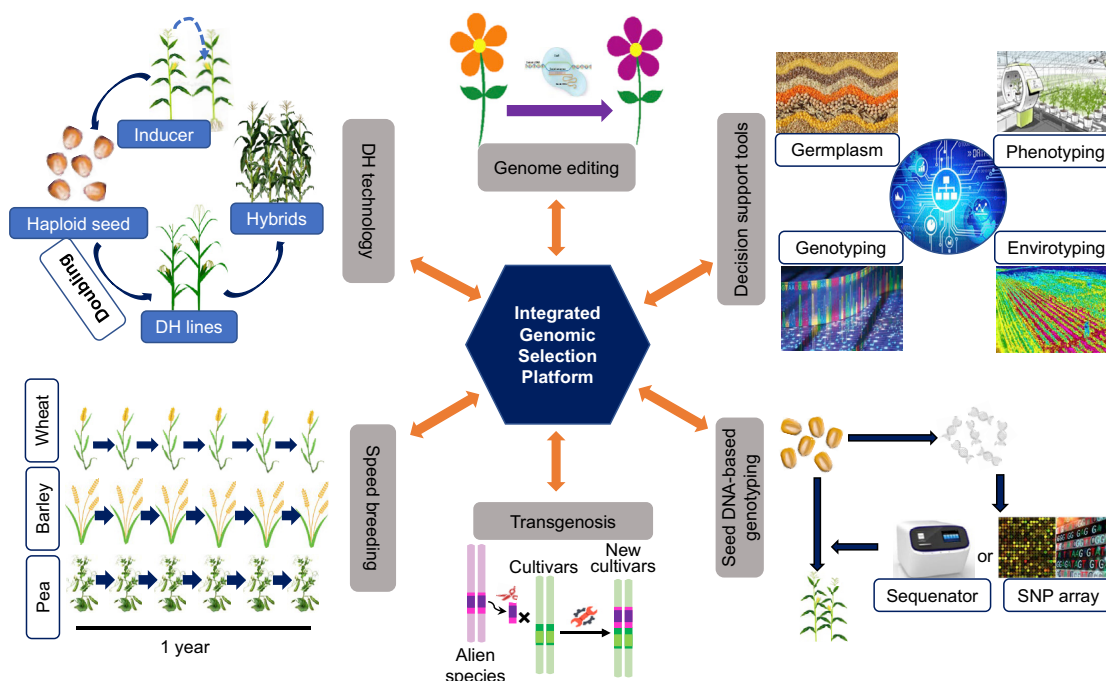 Inducer
Haploid seed
Hybrids
Doubling
DH lines
DH technology
Genome editing
Decision support tools
Germplasm
Phenotyping
Genotyping
Envirotyping
Integrated
Genomic
Selection
Platform
Wheat
Barley
Pea
1 year
Speed breeding
Transgenosis
Cultivars
New
cultivars
Alien
species
Seed DNA-based
genotyping
or
Sequenator
SNP array